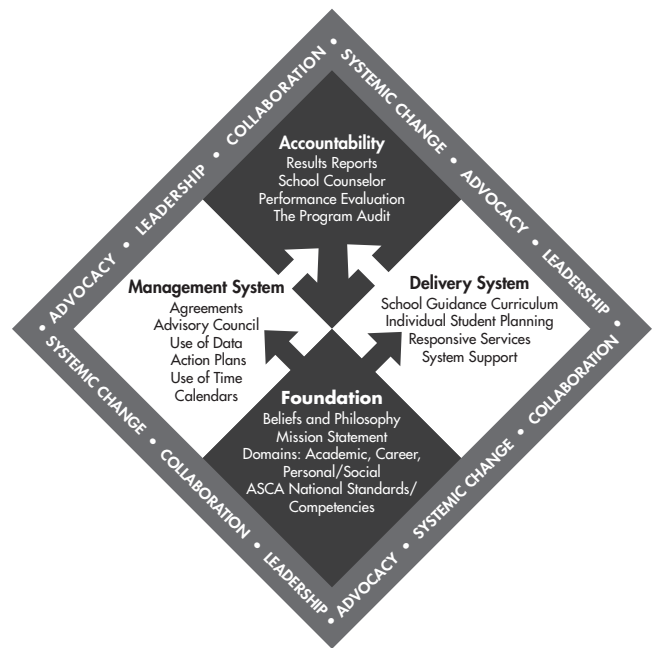 ADVOCACY • LEADERSHIP • COLLABORATION •
SYSTEMIC CHANGE • ADVOCACY • LEADERSHIP •
Accountability
Results Reports
School Counselor
Performance Evaluation
The Program Audit
Management System
Agreements
Advisory Council
Use of Data
Action Plans
Use of Time
Calendars
Delivery System
School Guidance Curriculum
Individual Student Planning
Responsive Services
System Support
Foundation
Beliefs and Philosophy
Mission Statement
Domains: Academic, Career,
Personal/Social
ASCA National Standards/
Competencies
• SYSTEMIC CHANGE • COLLABORATION • LEADERSHIP •
ADVOCACY • SYSTEMIC CHANGE • COLLABORATION